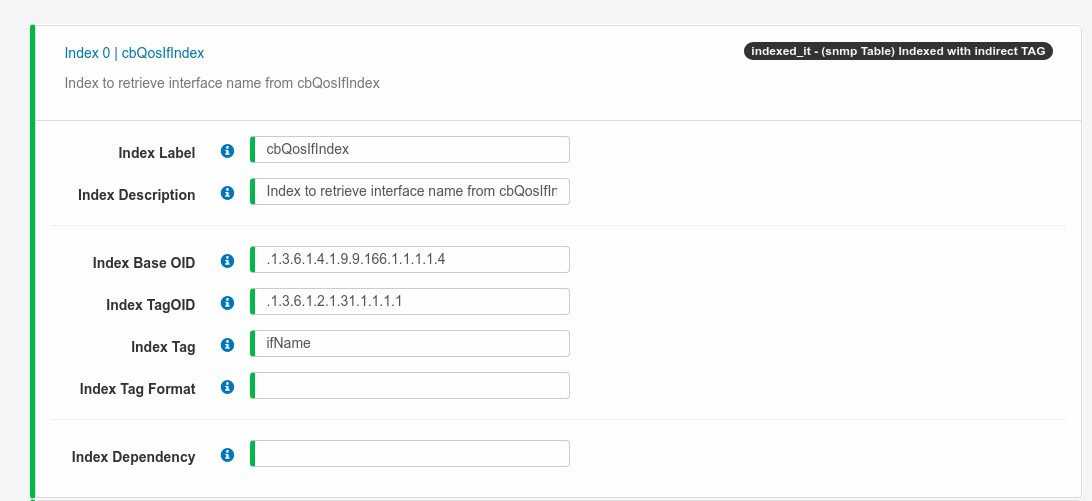 Index 0 | cbQosIfIndex
indexed_it - (snmp Table) Indexed with indirect TAG
Index to retrieve interface name from cbQosIfIndex
Index Label
cbQosIfIndex
Index Description
Index to retrieve interface name from cbQosIfIn
Index Base OID
.1.3.6.1.4.1.9.9.166.1.1.1.1.4
Index TagOID
.1.3.6.1.2.1.31.1.1.1.1
Index Tag
ifName
Index Tag Format
Index Dependency